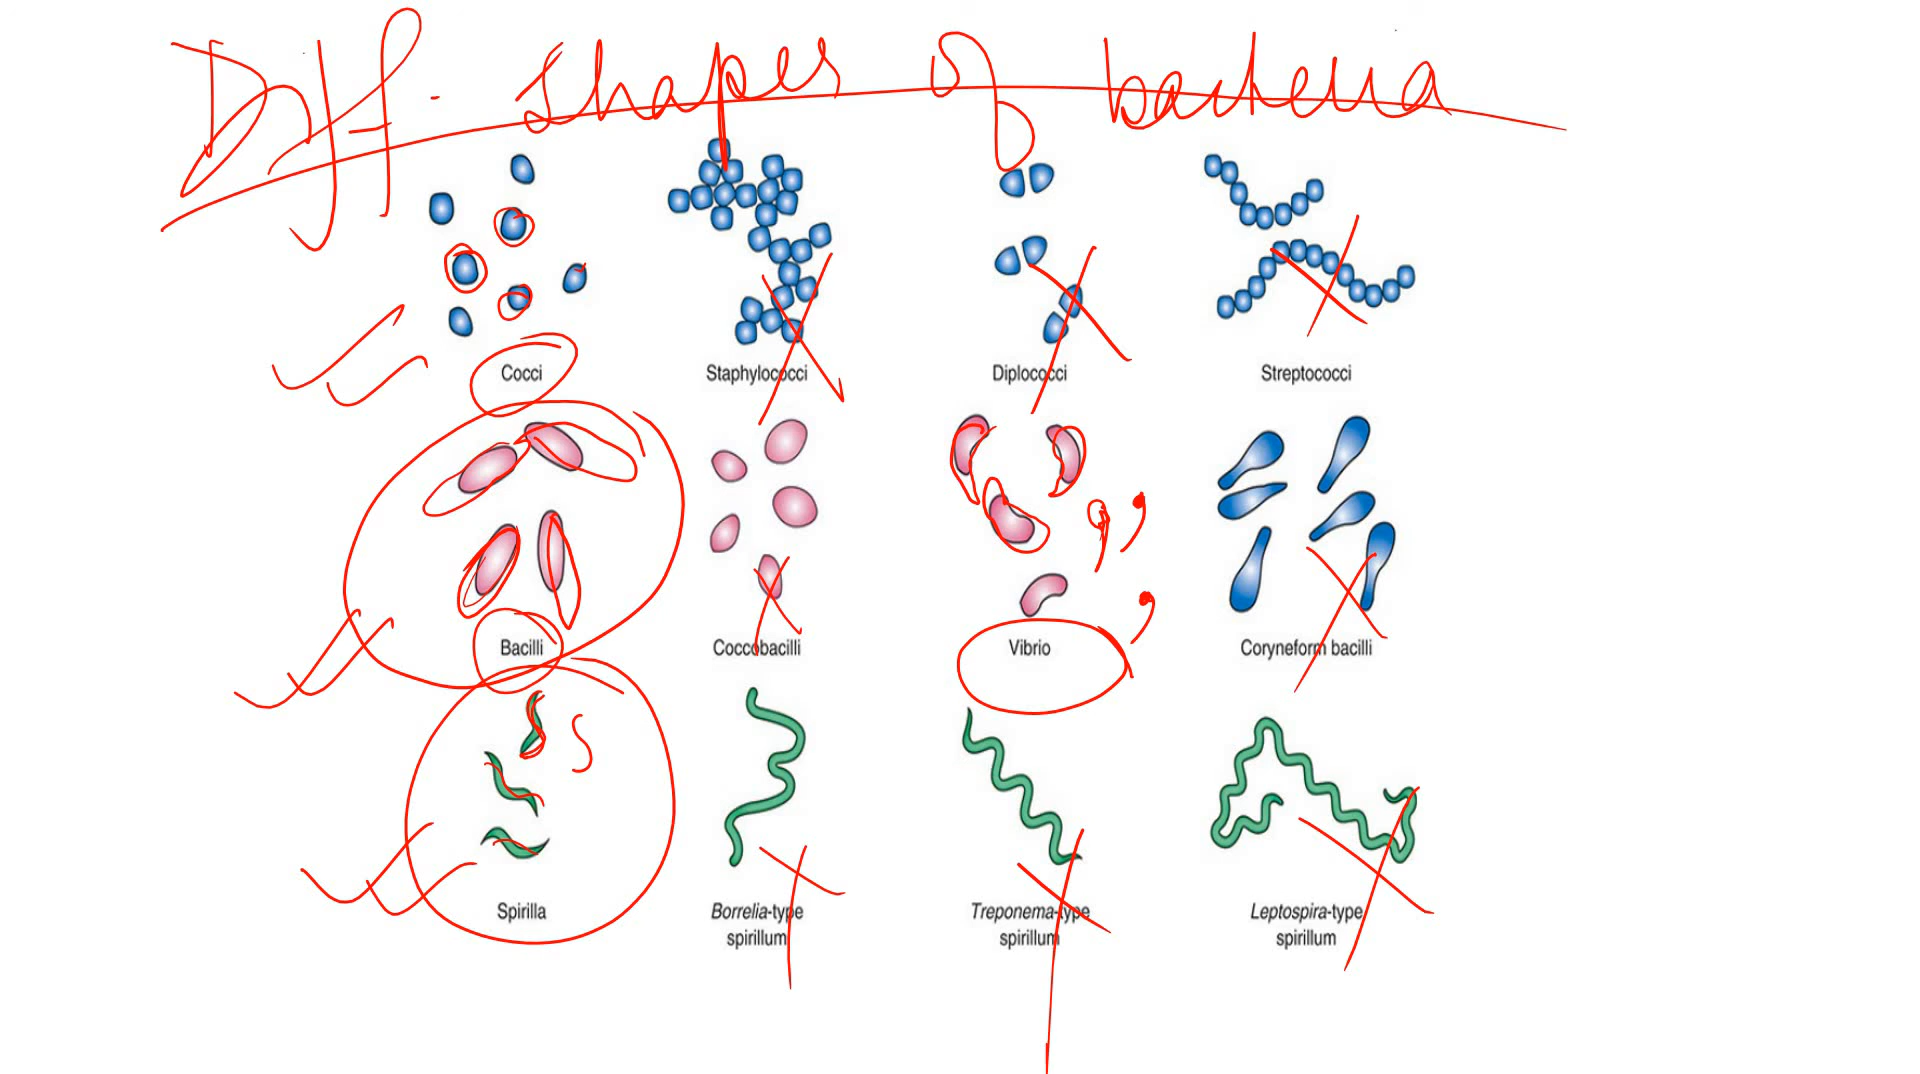 Diff. shapes of bacteria
Cocci
Staphylococci
Diplococci
Streptococci
Bacilli
Coccobacilli
Vibrio
Coryneform bacilli
Spirilla
Borrelia-type
spirillum
Treponema-type
spirillum
Leptospira-type
spirillum